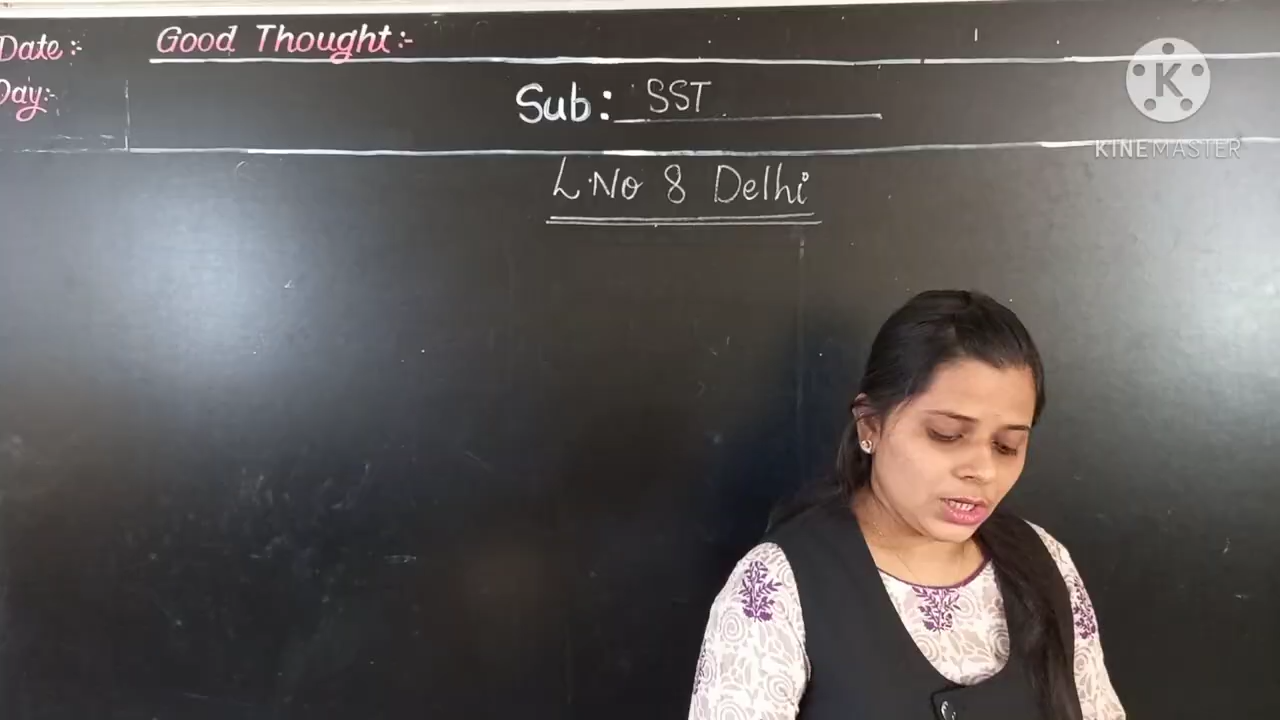 Date:-
Good Thought:-
Day:-
Sub: SST
L.No 8 Delhi
K
KINEMASTER